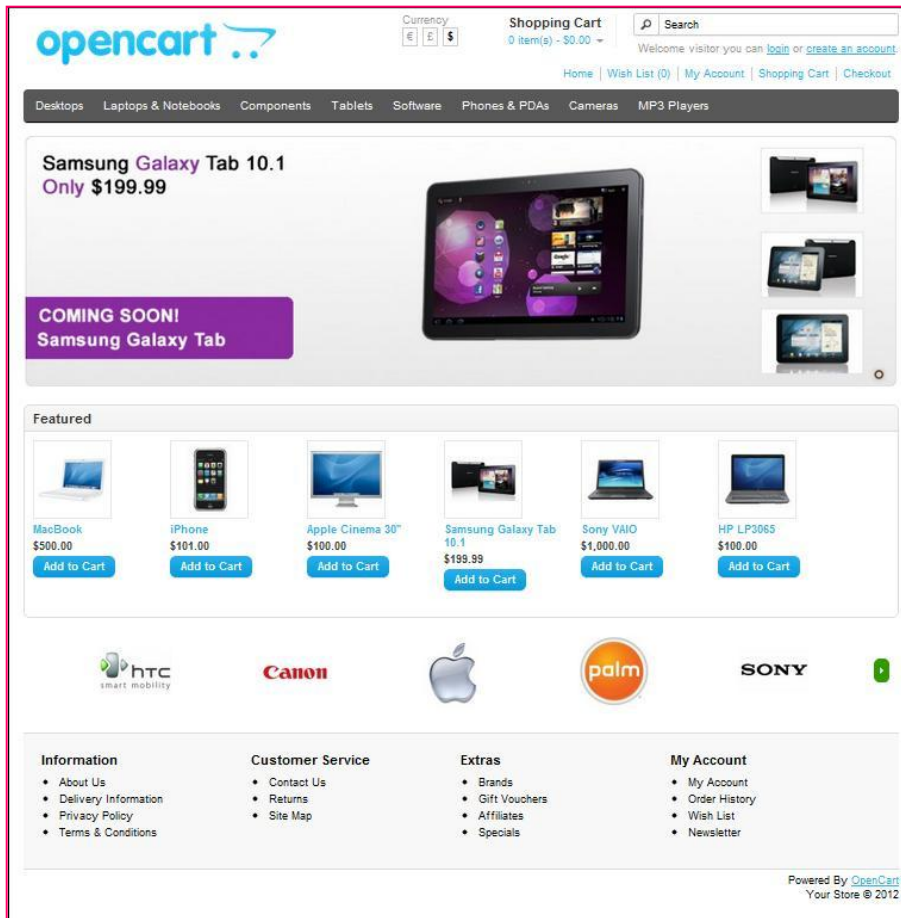 opencart
Currency
€ £ $
Shopping Cart
0 item(s) - $0.00
Search
Welcome visitor you can login or create an account.
Home | Wish List (0) | My Account | Shopping Cart | Checkout
Desktops Laptops & Notebooks Components Tablets Software Phones & PDAs Cameras MP3 Players
Samsung Galaxy Tab 10.1
Only $199.99
COMING SOON!
Samsung Galaxy Tab
Featured
MacBook
$500.00
Add to Cart
iPhone
$101.00
Add to Cart
Apple Cinema 30"
$100.00
Add to Cart
Samsung Galaxy Tab
10.1
$199.99
Add to Cart
Sony VAIO
$1,000.00
Add to Cart
HP LP3065
$100.00
Add to Cart
hTC
smart mobility
Canon
palm
SONY
Information
About Us
Delivery Information
Privacy Policy
Terms & Conditions
Customer Service
Contact Us
Returns
Site Map
Extras
Brands
Gift Vouchers
Affiliates
Specials
My Account
My Account
Order History
Wish List
Newsletter
Powered By OpenCart
Your Store © 2012